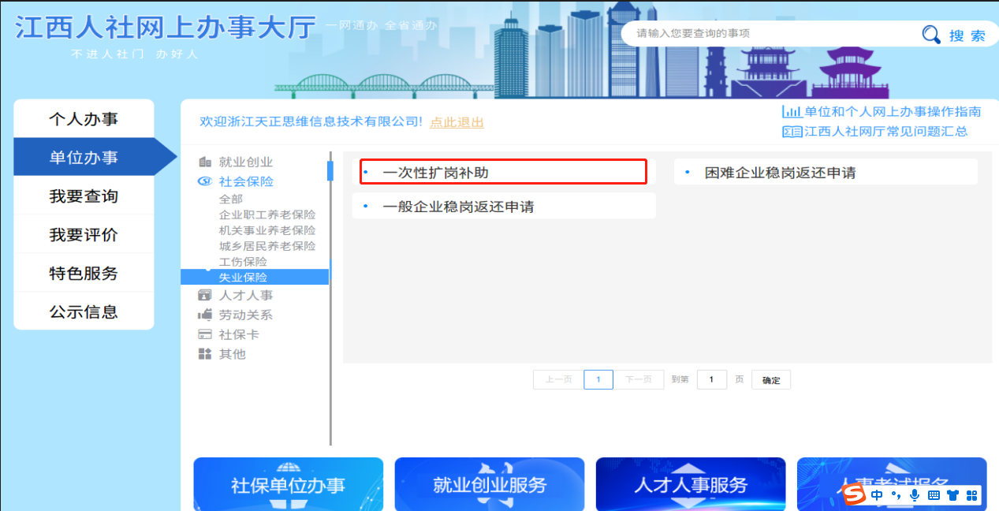 江西人社网上办事大厅 一网通办 全省通办
不进人社门 办好人
请输入您要查询的事项
搜 索
个人办事
单位办事
我要查询
我要评价
特色服务
公示信息
欢迎浙江天正思维信息技术有限公司! 点此退出
单位和个人网上办事操作指南
江西人社网厅常见问题汇总
就业创业
社会保险
全部
企业职工养老保险
机关事业养老保险
城乡居民养老保险
工伤保险
失业保险
人才人事
劳动关系
社保卡
其他
一次性扩岗补助
困难企业稳岗返还申请
一般企业稳岗返还申请
上一页 1 下一页 到第 1 页 确定
社保单位办事
就业创业服务
人才人事服务
人事考试报名
中